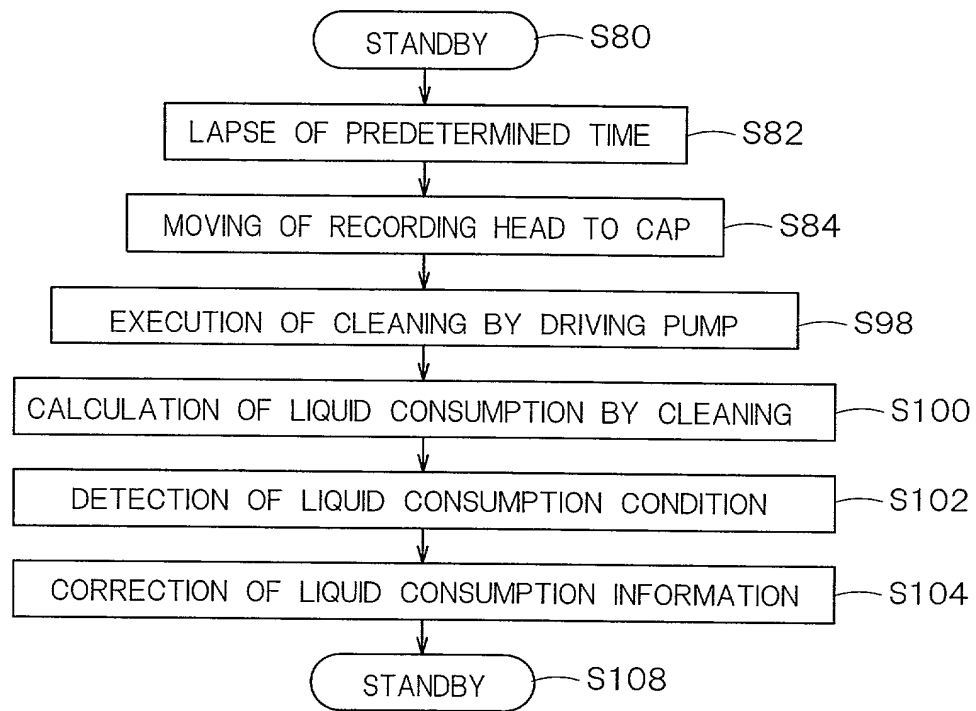 STANDBY S80
LAPSE OF PREDETERMINED TIME S82
MOVING OF RECORDING HEAD TO CAP S84
EXECUTION OF CLEANING BY DRIVING PUMP S98
CALCULATION OF LIQUID CONSUMPTION BY CLEANING S100
DETECTION OF LIQUID CONSUMPTION CONDITION S102
CORRECTION OF LIQUID CONSUMPTION INFORMATION S104
STANDBY S108